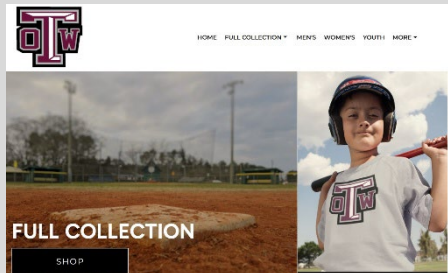 OTW
HOME FULL COLLECTION MEN'S WOMEN'S YOUTH MORE
FULL COLLECTION
SHOP
OTW